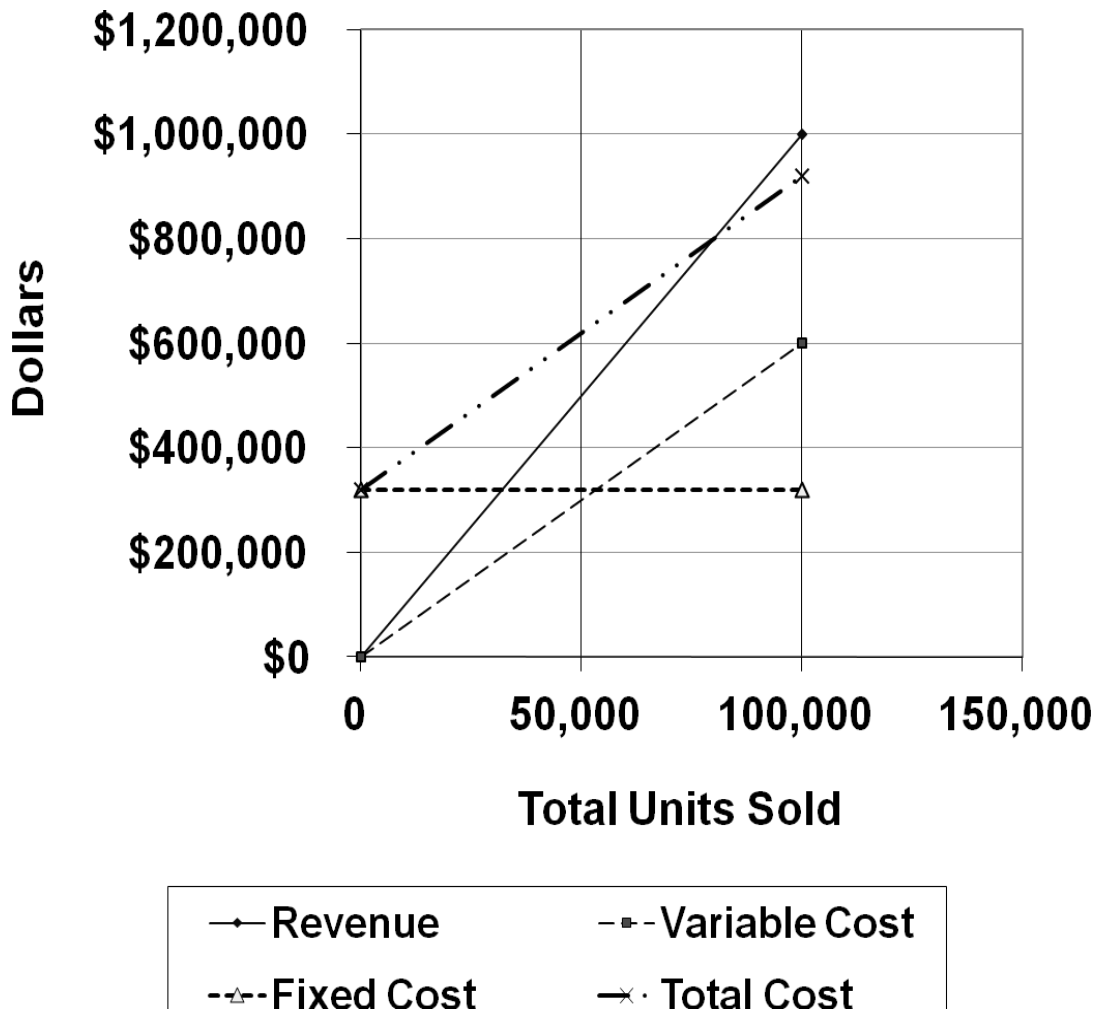 $1,200,000
$1,000,000
$800,000
$600,000
$400,000
$200,000
$0
Dollars
0 50,000 100,000 150,000
Total Units Sold
Revenue Variable Cost
Fixed Cost Total Cost